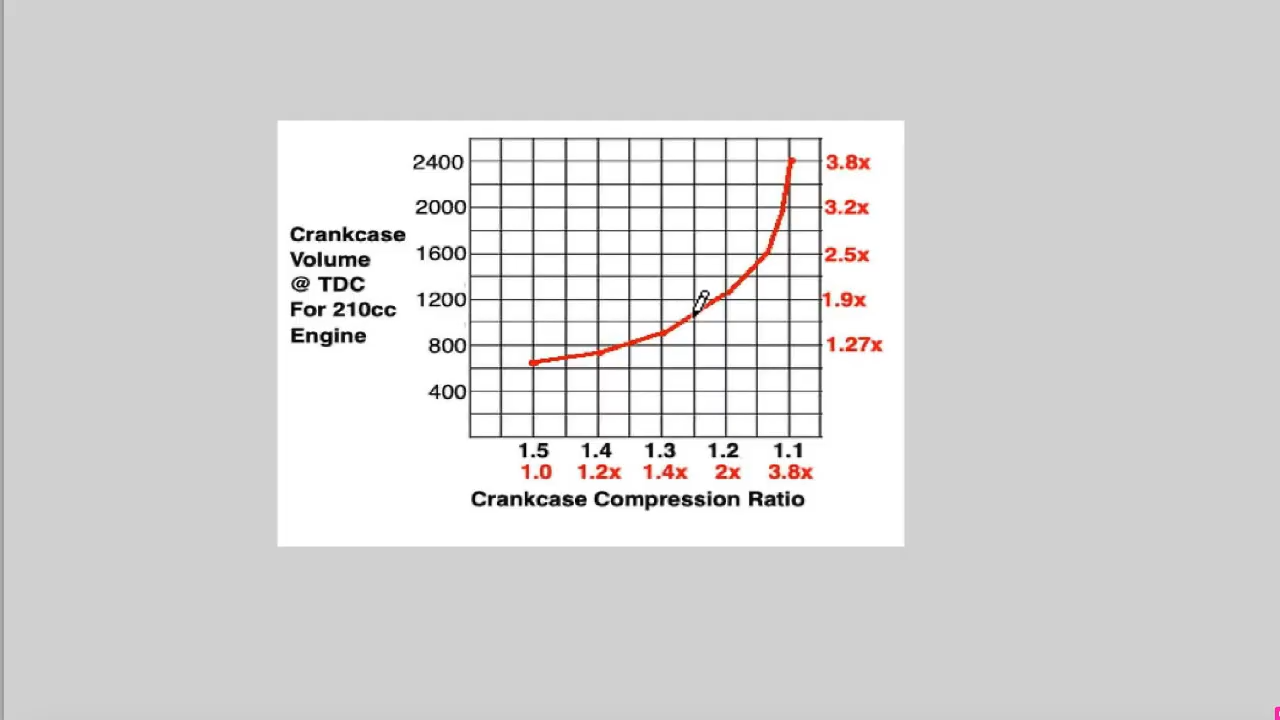 Crankcase
Volume
@ TDC
For 210cc
Engine
2400
2000
1600
1200
800
400
3.8x
3.2x
2.5x
1.9x
1.27x
1.5 1.4 1.3 1.2 1.1
1.0 1.2x 1.4x 2x 3.8x
Crankcase Compression Ratio